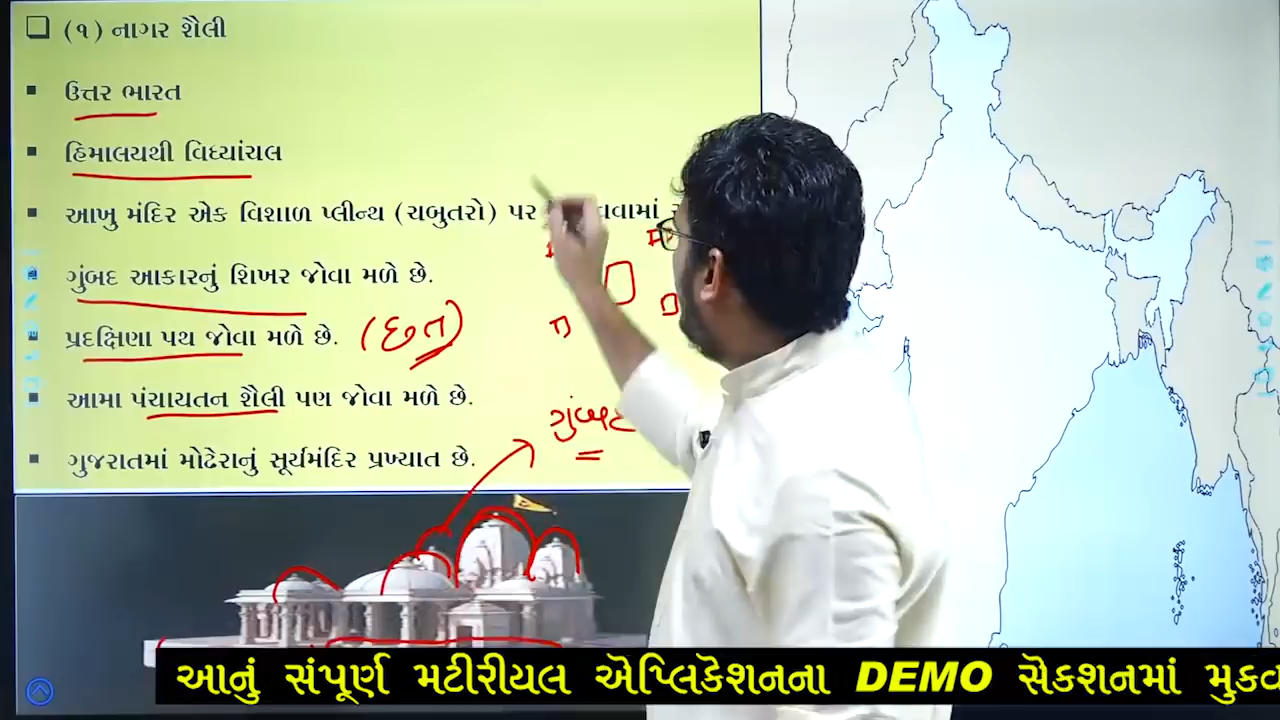 ❑ (૧) નાગર શૈલી
▪ ઉત્તર ભારત
▪ હિમાલયથી વિધ્યાંચલ
▪ આખુ મંદિર એક વિશાળ પ્લીન્થ (ચબુતરો) પર
▪ ગુંબદ આકારનું શિખર જોવા મળે છે.
▪ પ્રદક્ષિણા પથ જોવા મળે છે. (છત)
▪ આમા પંચાયતન શૈલી પણ જોવા મળે છે.
ગુંબદ
▪ ગુજરાતમાં મોઢેરાનું સૂર્યમંદિર પ્રખ્યાત છે.
આનું સંપૂર્ણ મટીરીયલ ઍપ્લિકેશનના DEMO સેકશનમાં